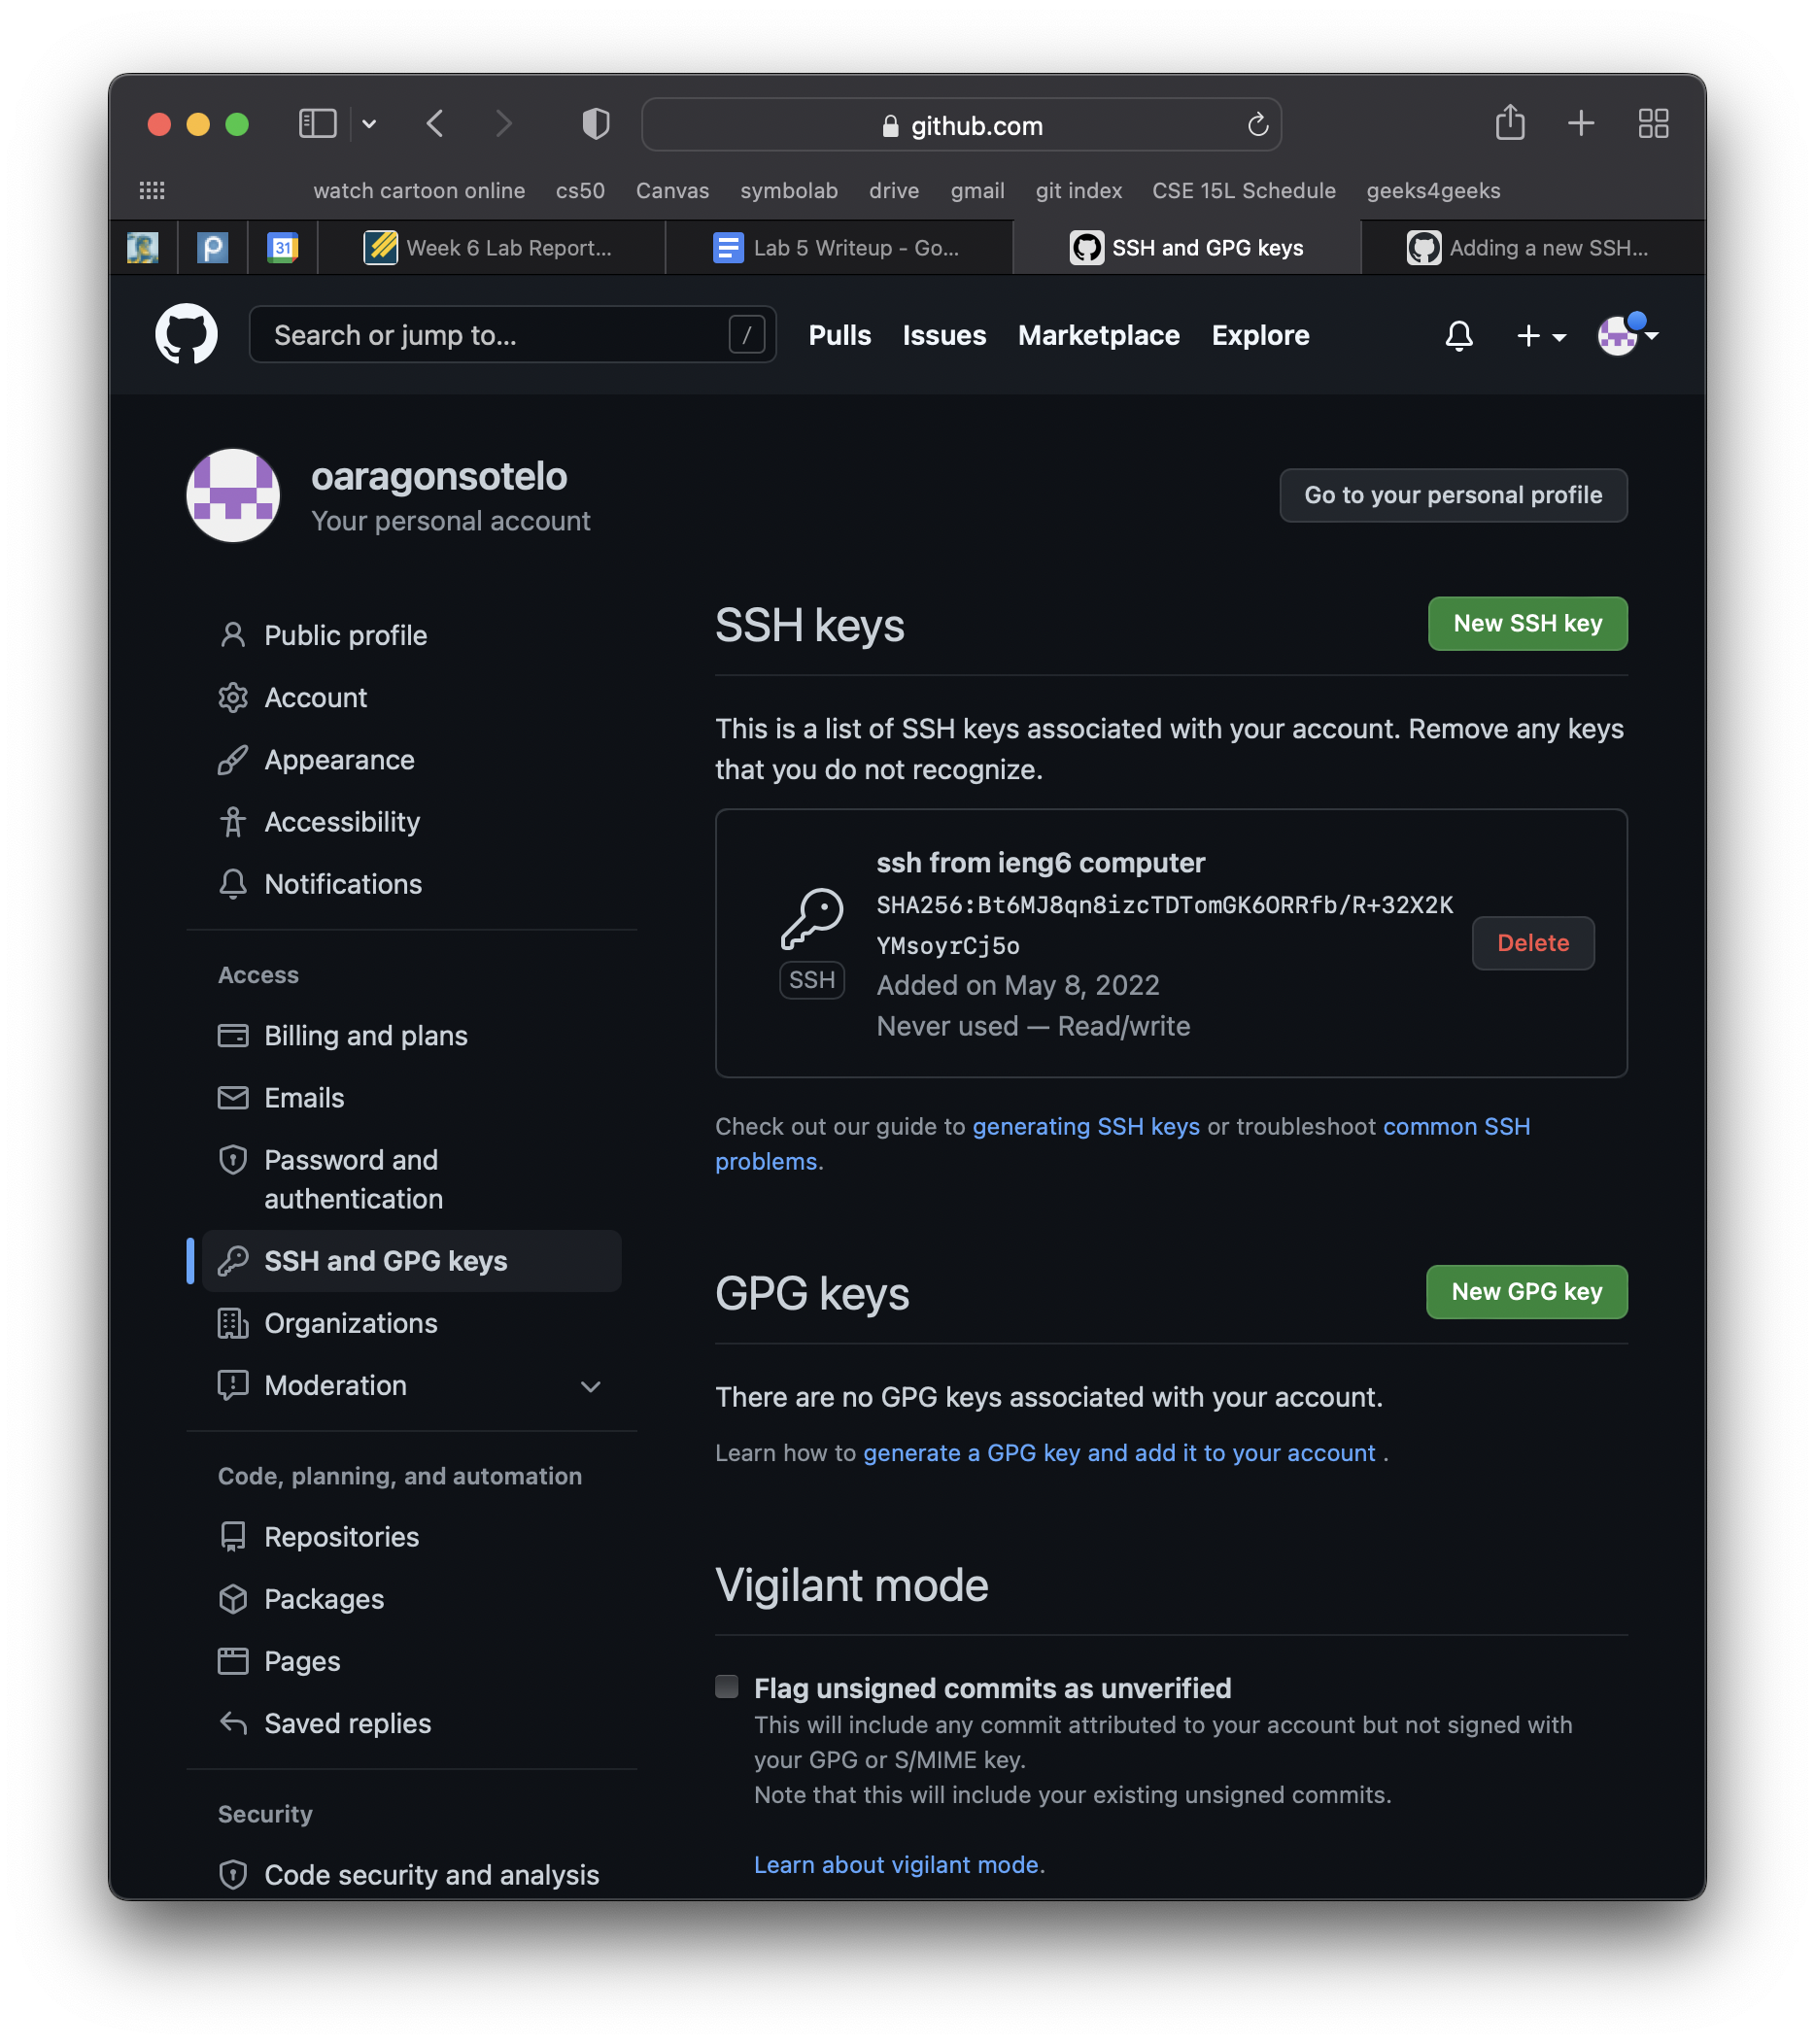 github.com
watch cartoon online cs50 Canvas symbolab drive gmail git index CSE 15L Schedule geeks4geeks
31 Week 6 Lab Report... Lab 5 Writeup - Go... SSH and GPG keys Adding a new SSH...
Search or jump to... / Pulls Issues Marketplace Explore
oaragonsotelo
Your personal account
Go to your personal profile
Public profile
Account
Appearance
Accessibility
Notifications
Access
Billing and plans
Emails
Password and
authentication
SSH and GPG keys
Organizations
Moderation
Code, planning, and automation
Repositories
Packages
Pages
Saved replies
Security
Code security and analysis
SSH keys
New SSH key
This is a list of SSH keys associated with your account. Remove any keys
that you do not recognize.
SSH
ssh from ieng6 computer
SHA256:Bt6MJ8qn8izcTDTomGK6ORRfb/R+32X2K
YMsoyrCj5o
Added on May 8, 2022
Never used — Read/write
Delete
Check out our guide to generating SSH keys or troubleshoot common SSH
problems.
GPG keys
New GPG key
There are no GPG keys associated with your account.
Learn how to generate a GPG key and add it to your account .
Vigilant mode
Flag unsigned commits as unverified
This will include any commit attributed to your account but not signed with
your GPG or S/MIME key.
Note that this will include your existing unsigned commits.
Learn about vigilant mode.